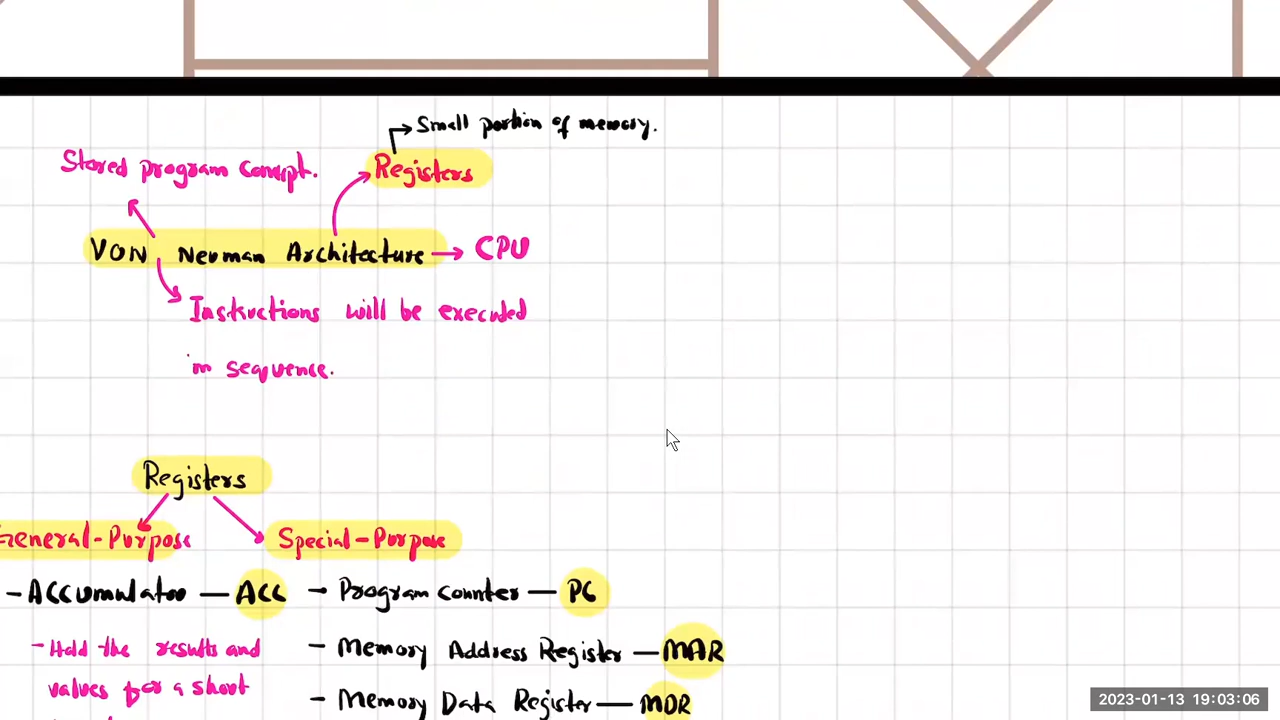 Small portion of memory.
Stored program concept.
Registers
VON Neuman Architecture
CPU
Instructions will be executed
in sequence.
Registers
General-Purpose
Special-Purpose
- Accumulator — ACC
- Program counter — PC
- Hold the results and
values for a short
- Memory Address Register — MAR
- Memory Data Register — MDR
2023-01-13 19:03:06